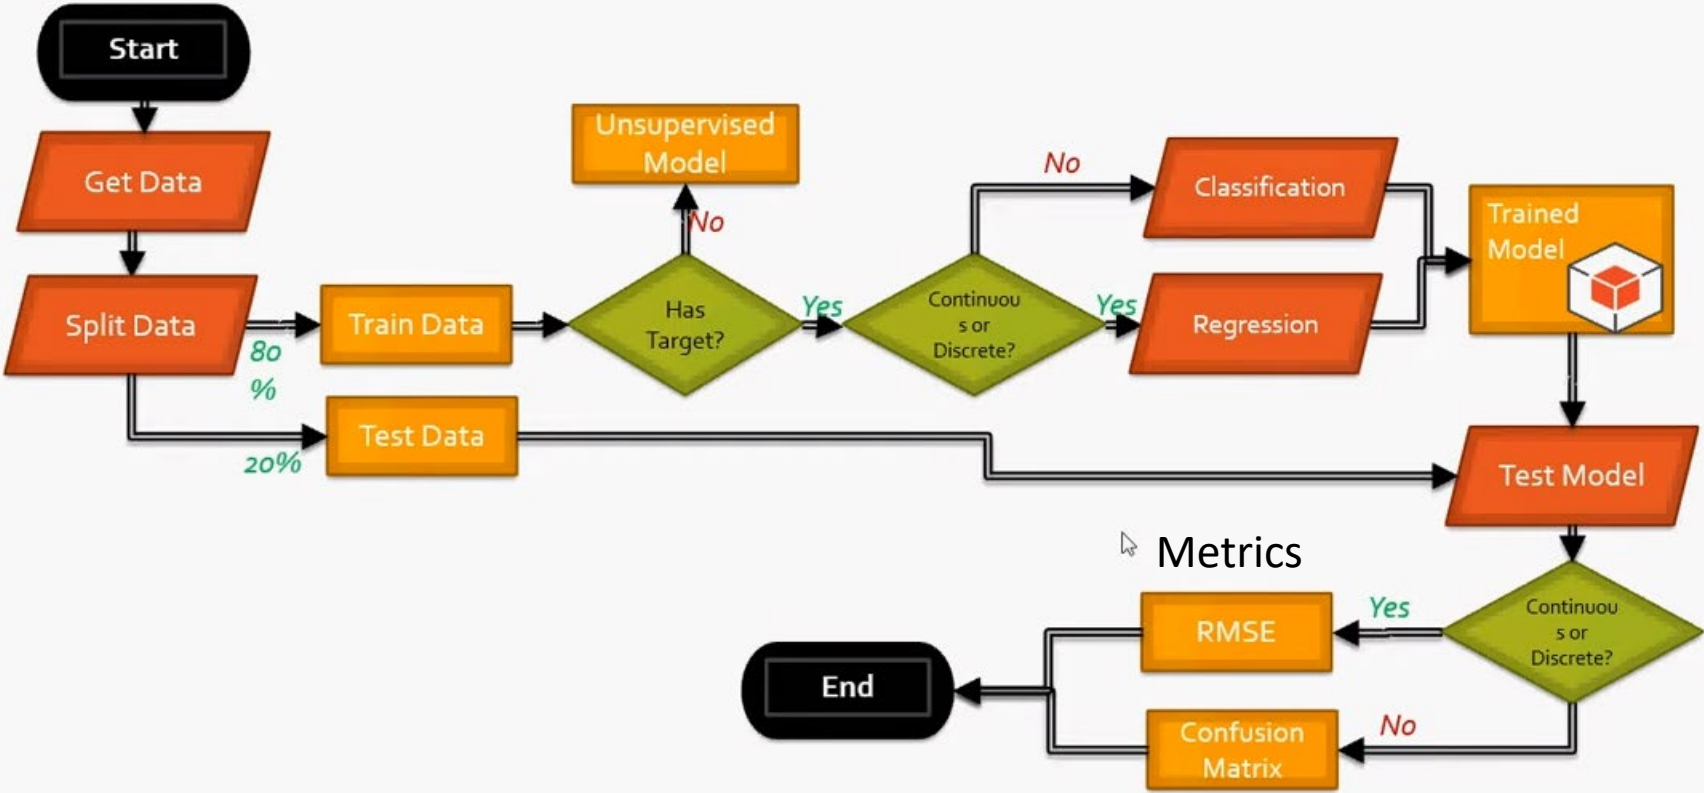 Start
Get Data
Split Data
80
%
20%
Train Data
Test Data
Unsupervised
Model
No
Has
Target?
Yes
Continuou
s or
Discrete?
No
Yes
Classification
Regression
Trained
Model
Test Model
Metrics
Continuou
s or
Discrete?
Yes
RMSE
No
Confusion
Matrix
End